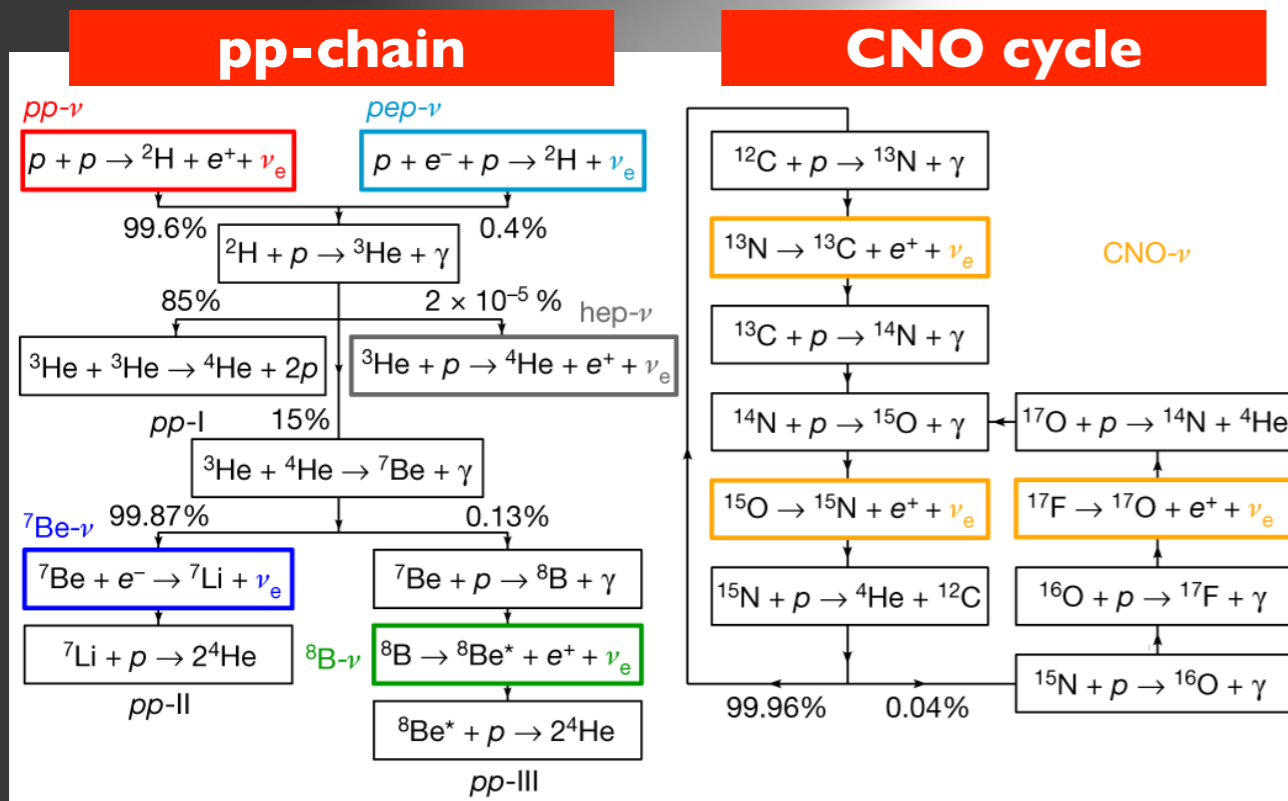 pp-chain
pp-ν
pep-ν
p + p → ²H + e⁺ + νₑ
p + e⁻ + p → ²H + νₑ
99.6%
0.4%
²H + p → ³He + γ
85%
2 × 10⁻⁵ %
hep-ν
³He + ³He → ⁴He + 2p
³He + p → ⁴He + e⁺ + νₑ
pp-I
15%
³He + ⁴He → ⁷Be + γ
⁷Be-ν
99.87%
0.13%
⁷Be + e⁻ → ⁷Li + νₑ
⁷Be + p → ⁸B + γ
⁷Li + p → 2⁴He
⁸B-ν
⁸B → ⁸Be* + e⁺ + νₑ
pp-II
⁸Be* + p → 2⁴He
pp-III
CNO cycle
¹²C + p → ¹³N + γ
¹³N → ¹³C + e⁺ + νₑ
CNO-ν
¹³C + p → ¹⁴N + γ
¹⁴N + p → ¹⁵O + γ
¹⁷O + p → ¹⁴N + ⁴He
¹⁵O → ¹⁵N + e⁺ + νₑ
¹⁷F → ¹⁷O + e⁺ + νₑ
¹⁵N + p → ⁴He + ¹²C
¹⁶O + p → ¹⁷F + γ
99.96%
0.04%
¹⁵N + p → ¹⁶O + γ